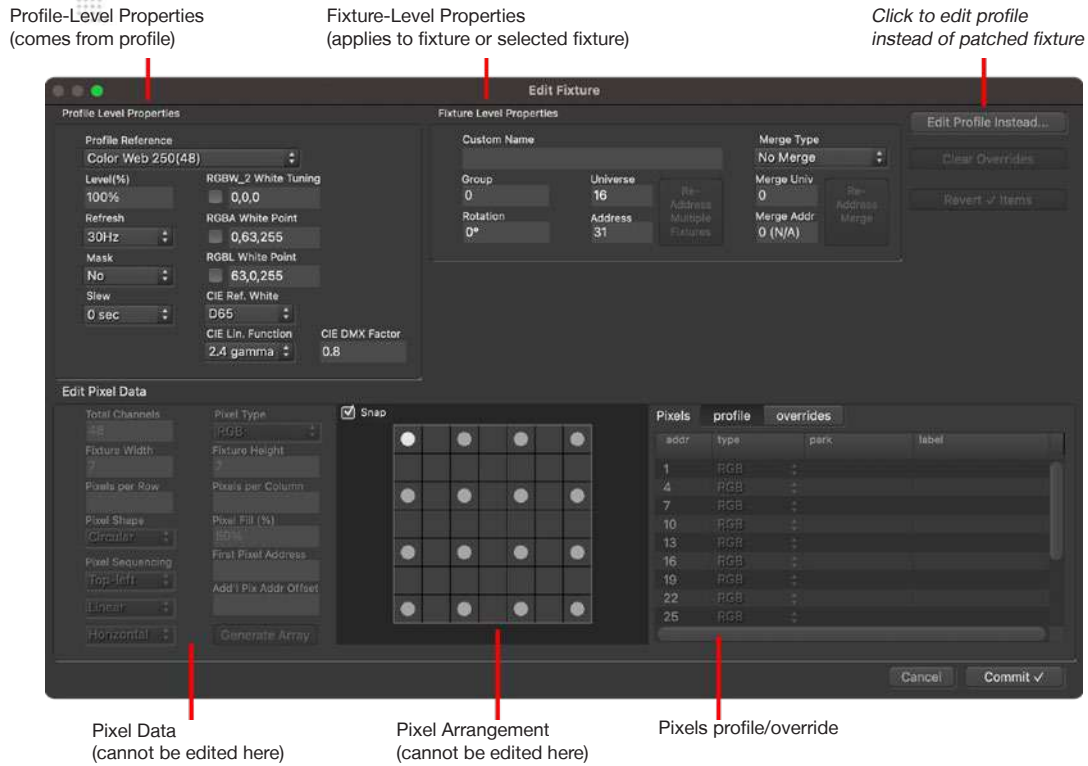 Profile-Level Properties
(comes from profile)
Fixture-Level Properties
(applies to fixture or selected fixture)
Click to edit profile
instead of patched fixture
Edit Fixture
Profile Level Properties
Profile Reference
Color Web 250(48)
Level(%)
100%
Refresh
30Hz
Mask
No
Slew
0 sec
RGBW_2 White Tuning
0,0,0
RGBA White Point
0,63,255
RGBL White Point
63,0,255
CIE Ref. White
D65
CIE Lin. Function
2.4 gamma
CIE DMX Factor
0.8
Fixture Level Properties
Custom Name
Group
0
Universe
16
Rotation
0°
Address
31
Re-
Address
Multiple
Fixtures
Merge Type
No Merge
Merge Univ
0
Merge Addr
0 (N/A)
Re-
Address
Merge
Edit Profile Instead...
Clear Overrides
Revert ✓ Items
Edit Pixel Data
Total Channels
48
Fixture Width
7
Pixels per Row
Pixel Shape
Circular
Pixel Sequencing
Top-left
Linear
Horizontal
Pixel Type
RGB
Fixture Height
7
Pixels per Column
Pixel Fill (%)
50%
First Pixel Address
Add'l Pix Addr Offset
Generate Array
Snap
Pixels profile overrides
addr type park label
1 RGB
4 RGB
7 RGB
10 RGB
13 RGB
16 RGB
19 RGB
22 RGB
25 RGB
Cancel
Commit ✓
Pixel Data
(cannot be edited here)
Pixel Arrangement
(cannot be edited here)
Pixels profile/override